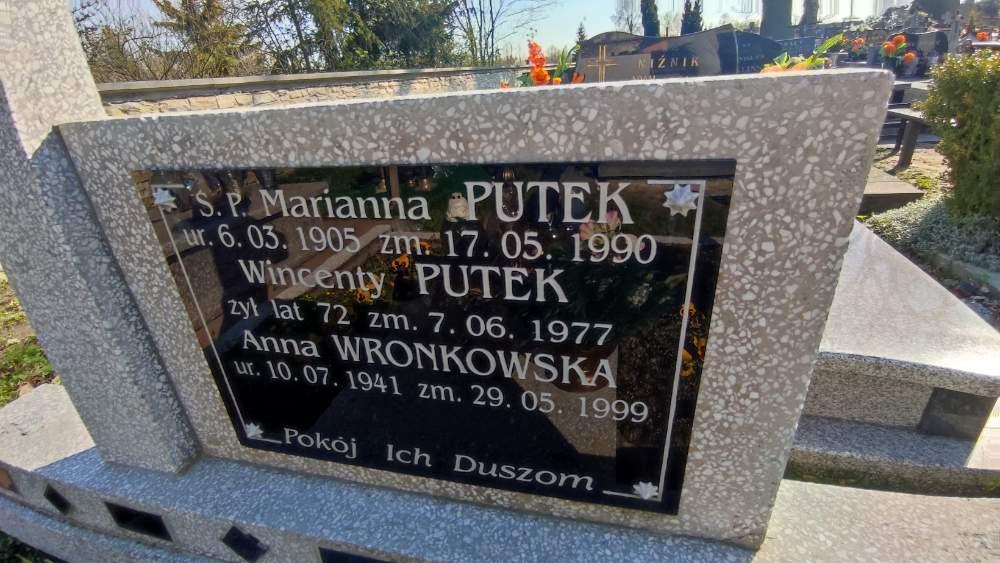 NIŹNIK
Ś. P. Marianna PUTEK
ur. 6. 03. 1905 zm. 17. 05. 1990
Wincenty PUTEK
żył lat 72 zm. 7. 06. 1977
Anna WRONKOWSKA
ur. 10. 07. 1941 zm. 29. 05. 1999
Pokój Ich Duszom